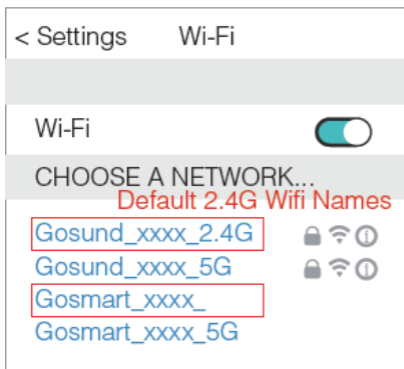 < Settings Wi-Fi
Wi-Fi
CHOOSE A NETWORK...
Default 2.4G Wifi Names
Gosund_xxxx_2.4G
Gosund_xxxx_5G
Gosmart_xxxx_
Gosmart_xxxx_5G